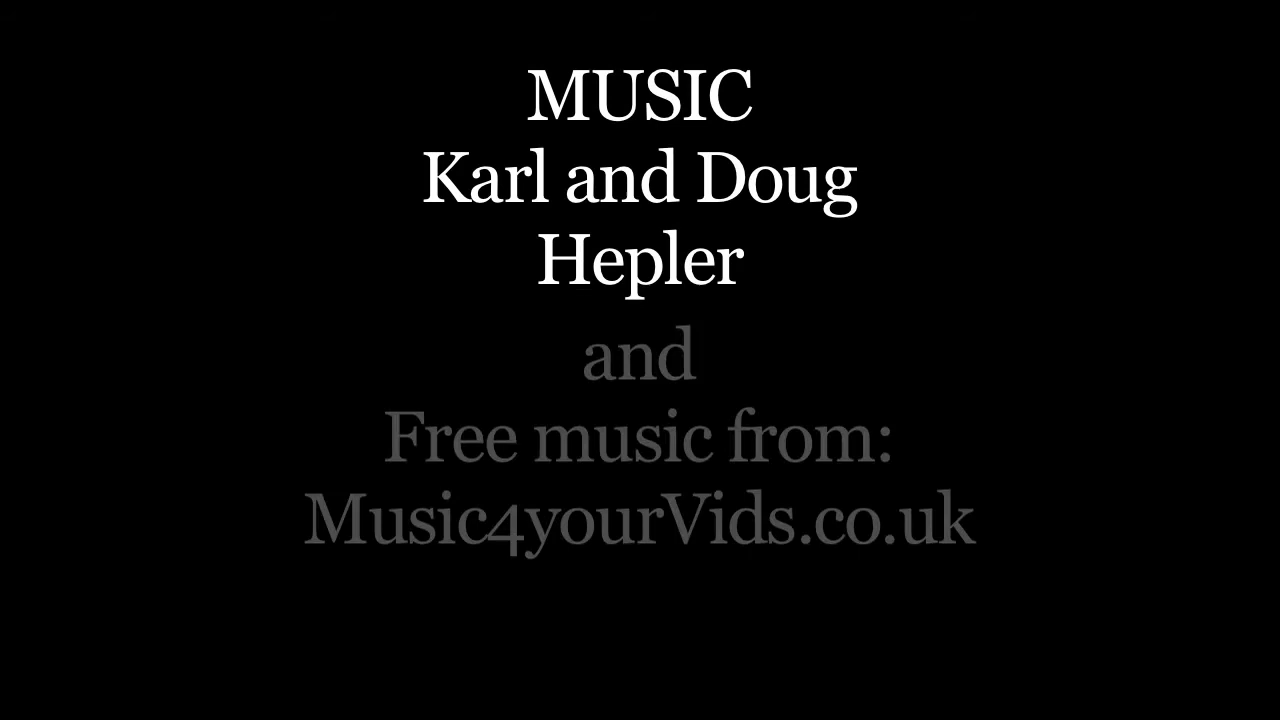 MUSIC
Karl and Doug
Hepler
and
Free music from:
Music4yourVids.co.uk